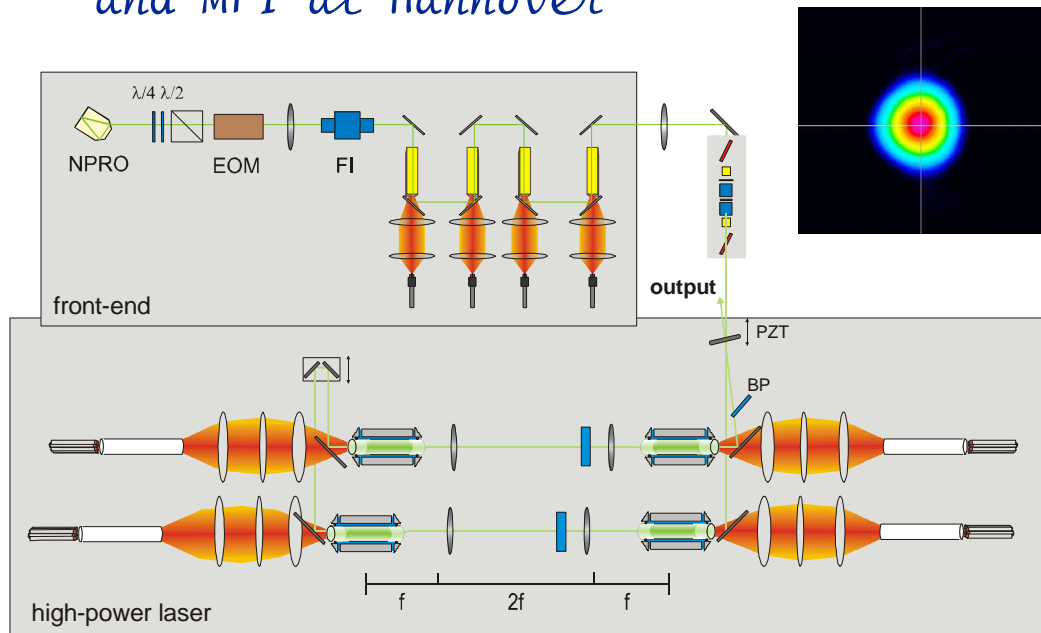 and MPI at Hannover
λ/4 λ/2
NPRO
EOM
FI
front-end
output
PZT
BP
f
2f
f
high-power laser